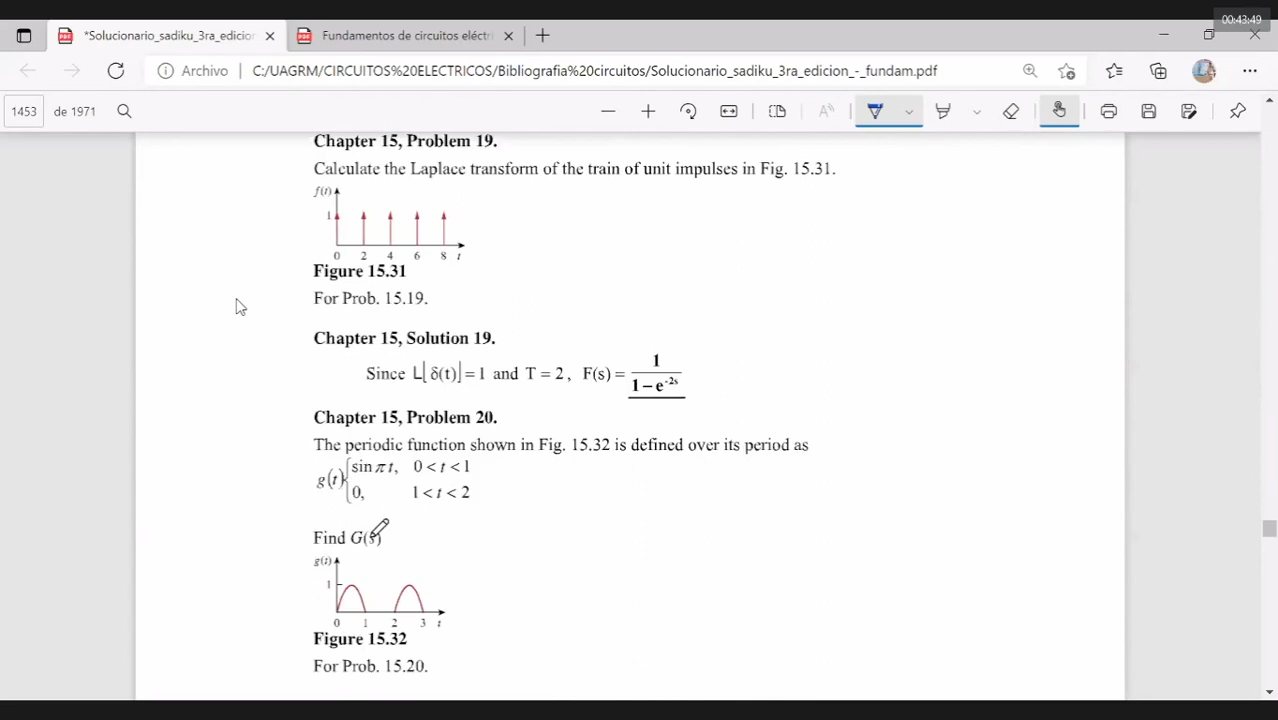 00:43:49
*Solucionario_sadiku_3ra_edicion
Fundamentos de circuitos eléctri
Archivo
C:/UAGRM/CIRCUITOS%20ELECTRICOS/Bibliografia%20circuitos/Solucionario_sadiku_3ra_edicion_-_fundam.pdf
1453 de 1971
Chapter 15, Problem 19.
Calculate the Laplace transform of the train of unit impulses in Fig. 15.31.
f(t)
1
0 2 4 6 8 t
Figure 15.31
For Prob. 15.19.
Chapter 15, Solution 19.
Since L[δ(t)] = 1 and T = 2, F(s) = 1 / (1 − e^-2s)
Chapter 15, Problem 20.
The periodic function shown in Fig. 15.32 is defined over its period as
g(t){sin π t, 0 < t < 1
0, 1 < t < 2
Find G(s)
g(t)
1
0 1 2 3 t
Figure 15.32
For Prob. 15.20.